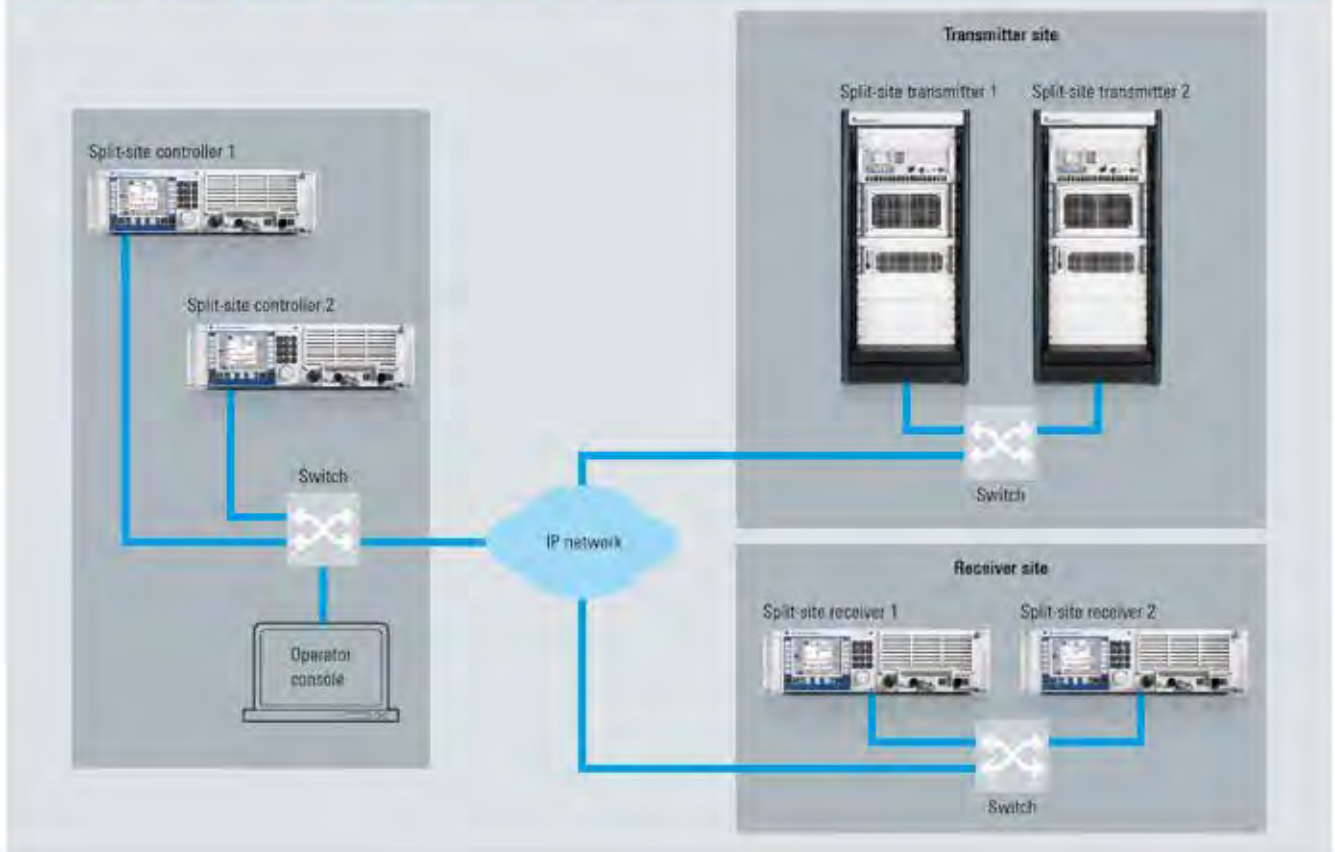 Transmitter site
Split-site transmitter 1
Split-site transmitter 2
Split-site controller 1
Split-site controller 2
Switch
Operator
console
IP network
Switch
Receiver site
Split-site receiver 1
Split-site receiver 2
Switch